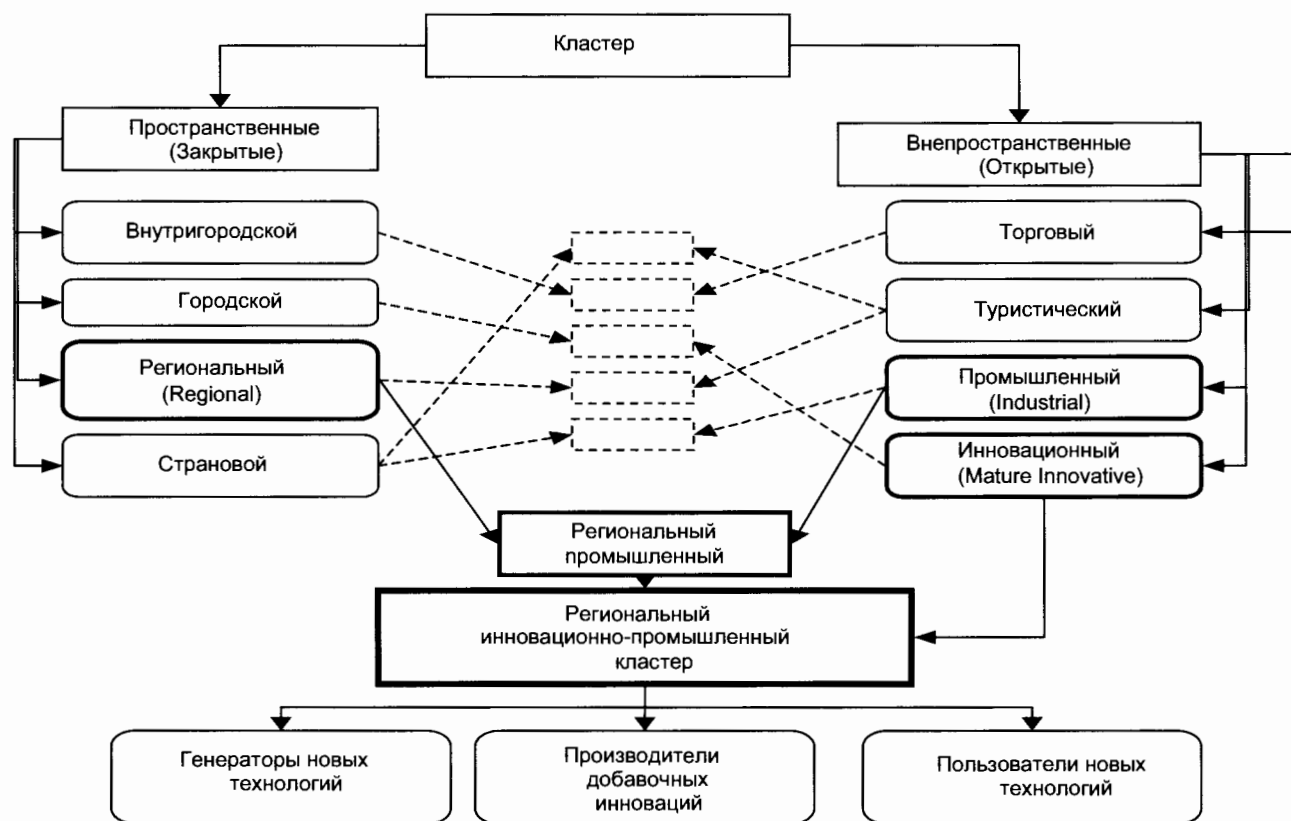 Кластер
Пространственные
(Закрытые)
Внепространственные
(Открытые)
Внутригородской
Торговый
Городской
Туристический
Региональный
(Regional)
Промышленный
(Industrial)
Страновой
Инновационный
(Mature Innovative)
Региональный
промышленный
Региональный
инновационно-промышленный
кластер
Генераторы новых
технологий
Производители
добавочных
инноваций
Пользователи новых
технологий